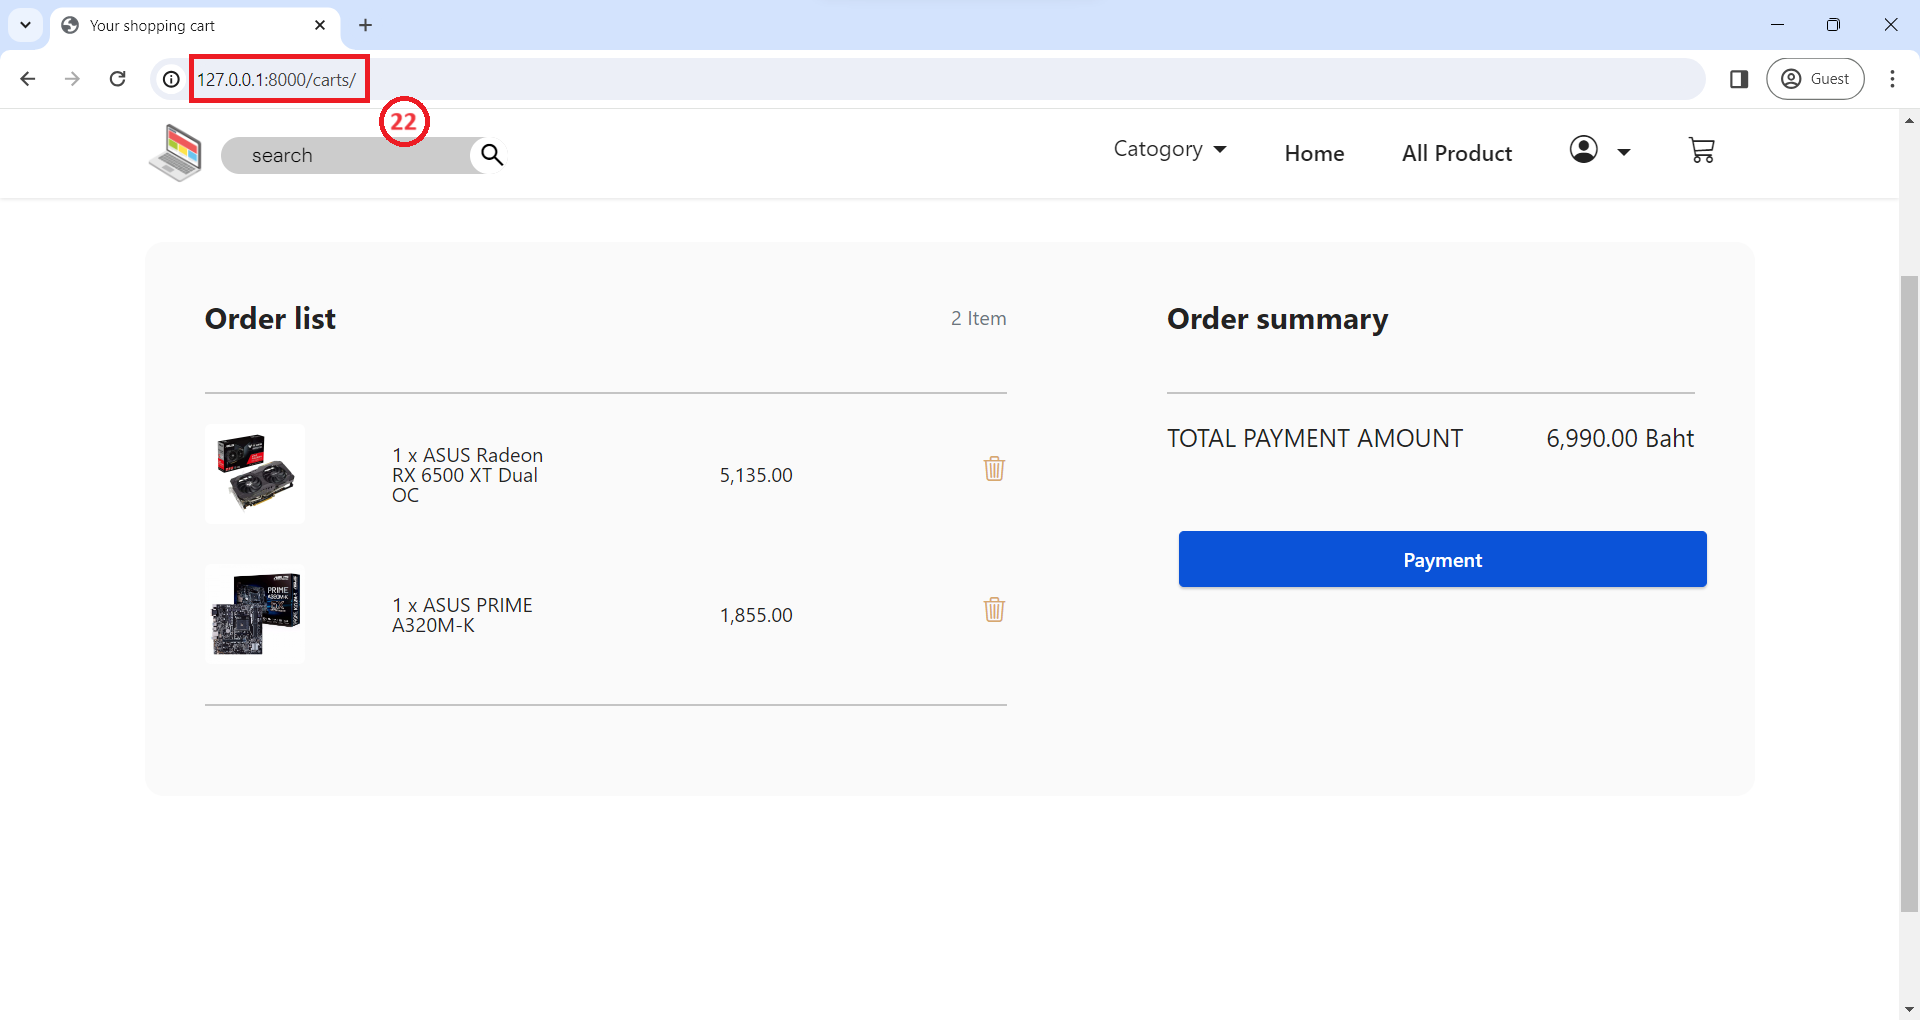 Your shopping cart
127.0.0.1:8000/carts/
Guest
22
search
Catogory
Home
All Product
Order list
2 Item
Order summary
1 x ASUS Radeon
RX 6500 XT Dual
OC
5,135.00
TOTAL PAYMENT AMOUNT
6,990.00 Baht
Payment
PRIME
A320M-K
1 x ASUS PRIME
A320M-K
1,855.00